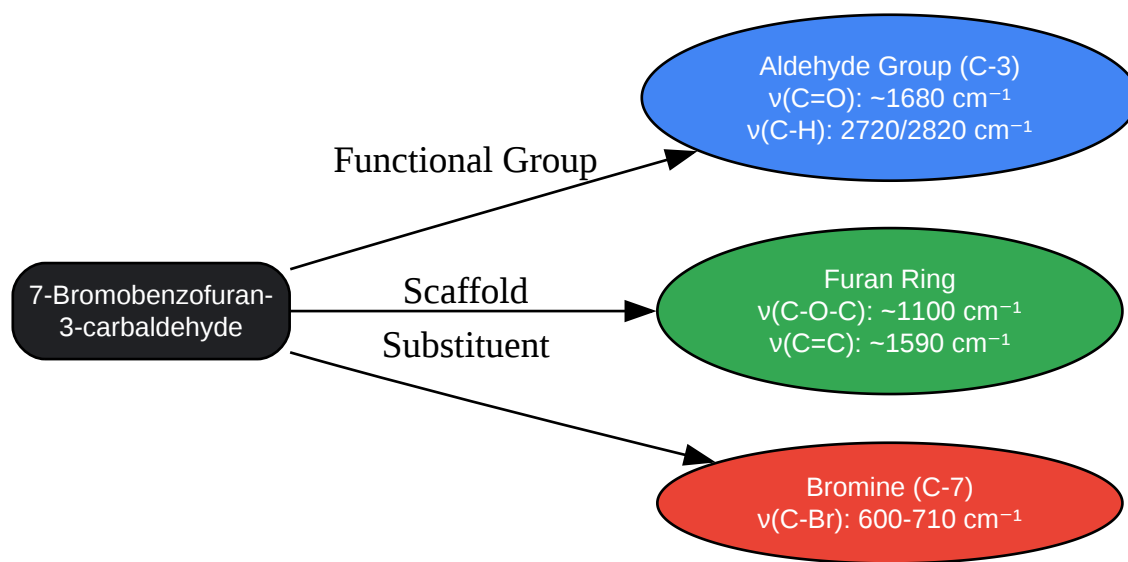 Aldehyde Group (C-3)
ν(C=O): ~1680 cm⁻¹
ν(C-H): 2720/2820 cm⁻¹
Functional Group
7-Bromobenzofuran-
3-carbaldehyde
Scaffold
Furan Ring
ν(C-O-C): ~1100 cm⁻¹
ν(C=C): ~1590 cm⁻¹
Substituent
Bromine (C-7)
ν(C-Br): 600-710 cm⁻¹